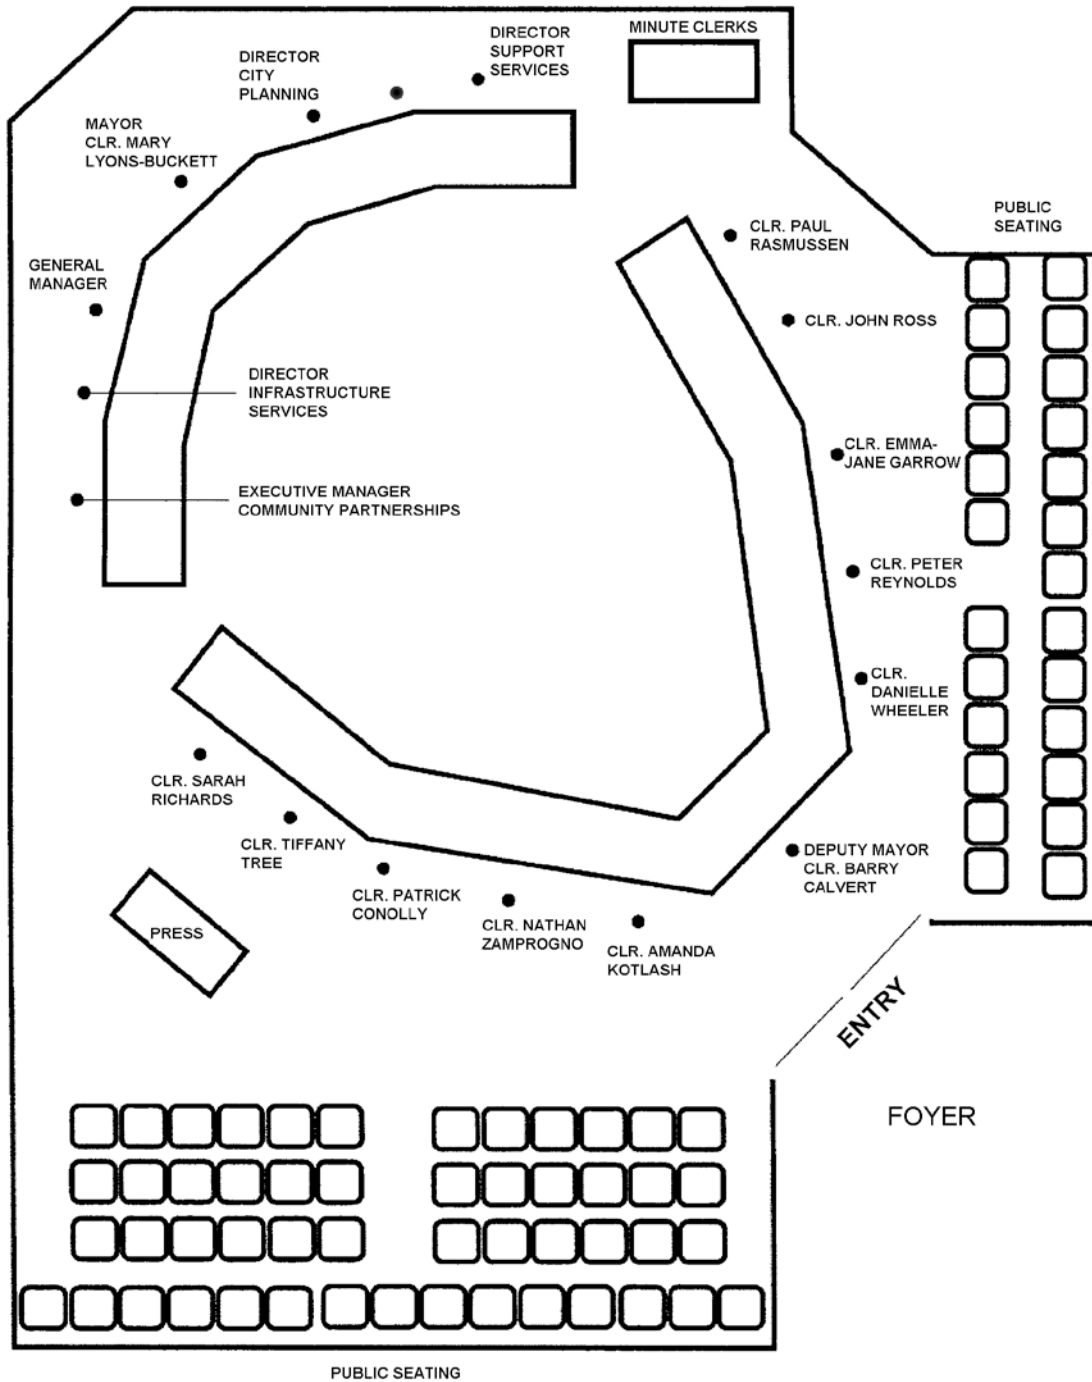 MINUTE CLERKS
DIRECTOR
SUPPORT
SERVICES
DIRECTOR
CITY
PLANNING
MAYOR
CLR. MARY
LYONS-BUCKETT
GENERAL
MANAGER
DIRECTOR
INFRASTRUCTURE
SERVICES
EXECUTIVE MANAGER
COMMUNITY PARTNERSHIPS
CLR. PAUL
RASMUSSEN
PUBLIC
SEATING
CLR. JOHN ROSS
CLR. EMMA-
JANE GARROW
CLR. PETER
REYNOLDS
CLR.
DANIELLE
WHEELER
DEPUTY MAYOR
CLR. BARRY
CALVERT
CLR. SARAH
RICHARDS
CLR. TIFFANY
TREE
CLR. PATRICK
CONOLLY
CLR. NATHAN
ZAMPROGNO
CLR. AMANDA
KOTLASH
PRESS
ENTRY
FOYER
PUBLIC SEATING